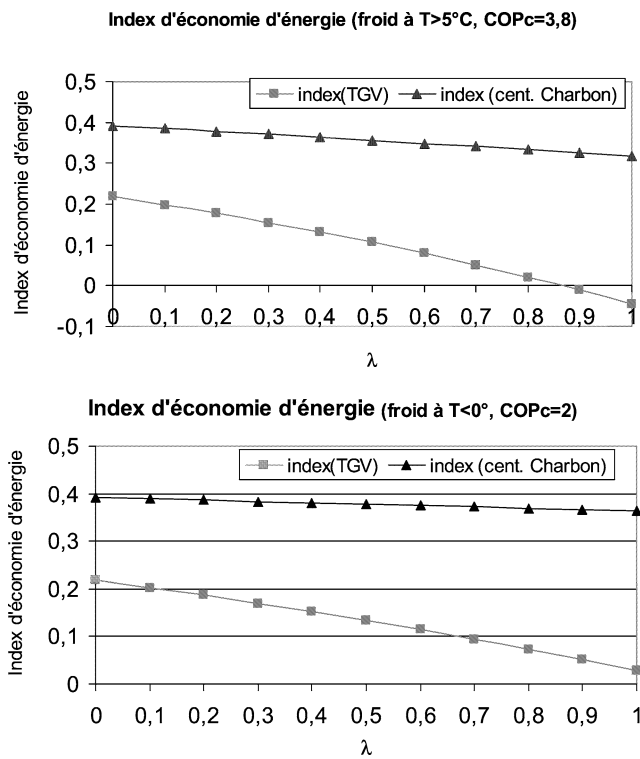 Index d'économie d'énergie (froid à T>5°C, COPc=3,8)
Index d'économie d'énergie
0,5
0,4
0,3
0,2
0,1
0
-0,1
index(TGV) index (cent. Charbon)
0 0,1 0,2 0,3 0,4 0,5 0,6 0,7 0,8 0,9 1
λ
Index d'économie d'énergie (froid à T<0°, COPc=2)
Index d'économie d'énergie
0,5
0,4
0,3
0,2
0,1
0
index(TGV) index (cent. Charbon)
0 0,1 0,2 0,3 0,4 0,5 0,6 0,7 0,8 0,9 1
λ